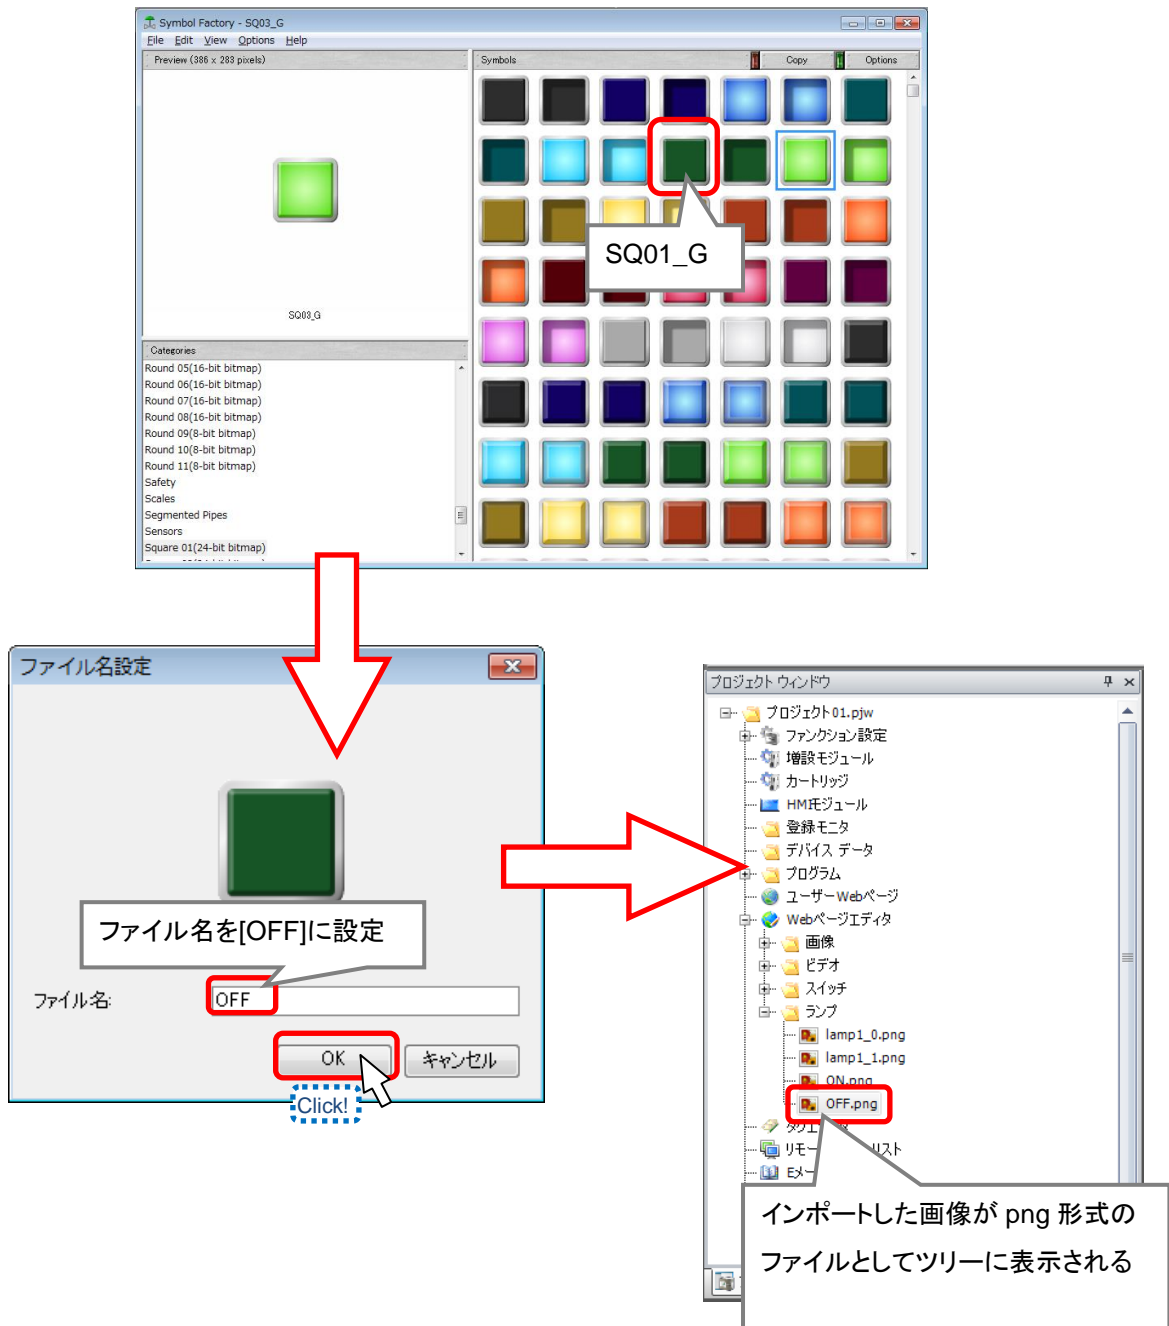 Symbol Factory - SQ03_G
File Edit View Options Help
Preview (386 x 283 pixels)
Symbols
Copy
Options
SQ01_G
SQ03_G
Categories
Round 05(16-bit bitmap)
Round 06(16-bit bitmap)
Round 07(16-bit bitmap)
Round 08(16-bit bitmap)
Round 09(8-bit bitmap)
Round 10(8-bit bitmap)
Round 11(8-bit bitmap)
Safety
Scales
Segmented Pipes
Sensors
Square 01(24-bit bitmap)
ファイル名設定
ファイル名を[OFF]に設定
ファイル名:
OFF
OK
キャンセル
Click!
プロジェクト ウィンドウ
プロジェクト01.pjw
ファンクション設定
増設モジュール
カートリッジ
HMIモジュール
登録モニタ
デバイス データ
プログラム
ユーザー Webページ
Webページエディタ
画像
ビデオ
スイッチ
ランプ
lamp1_0.png
lamp1_1.png
ON.png
OFF.png
リモー
リスト
Eメー
インポートした画像が png 形式の
ファイルとしてツリーに表示される